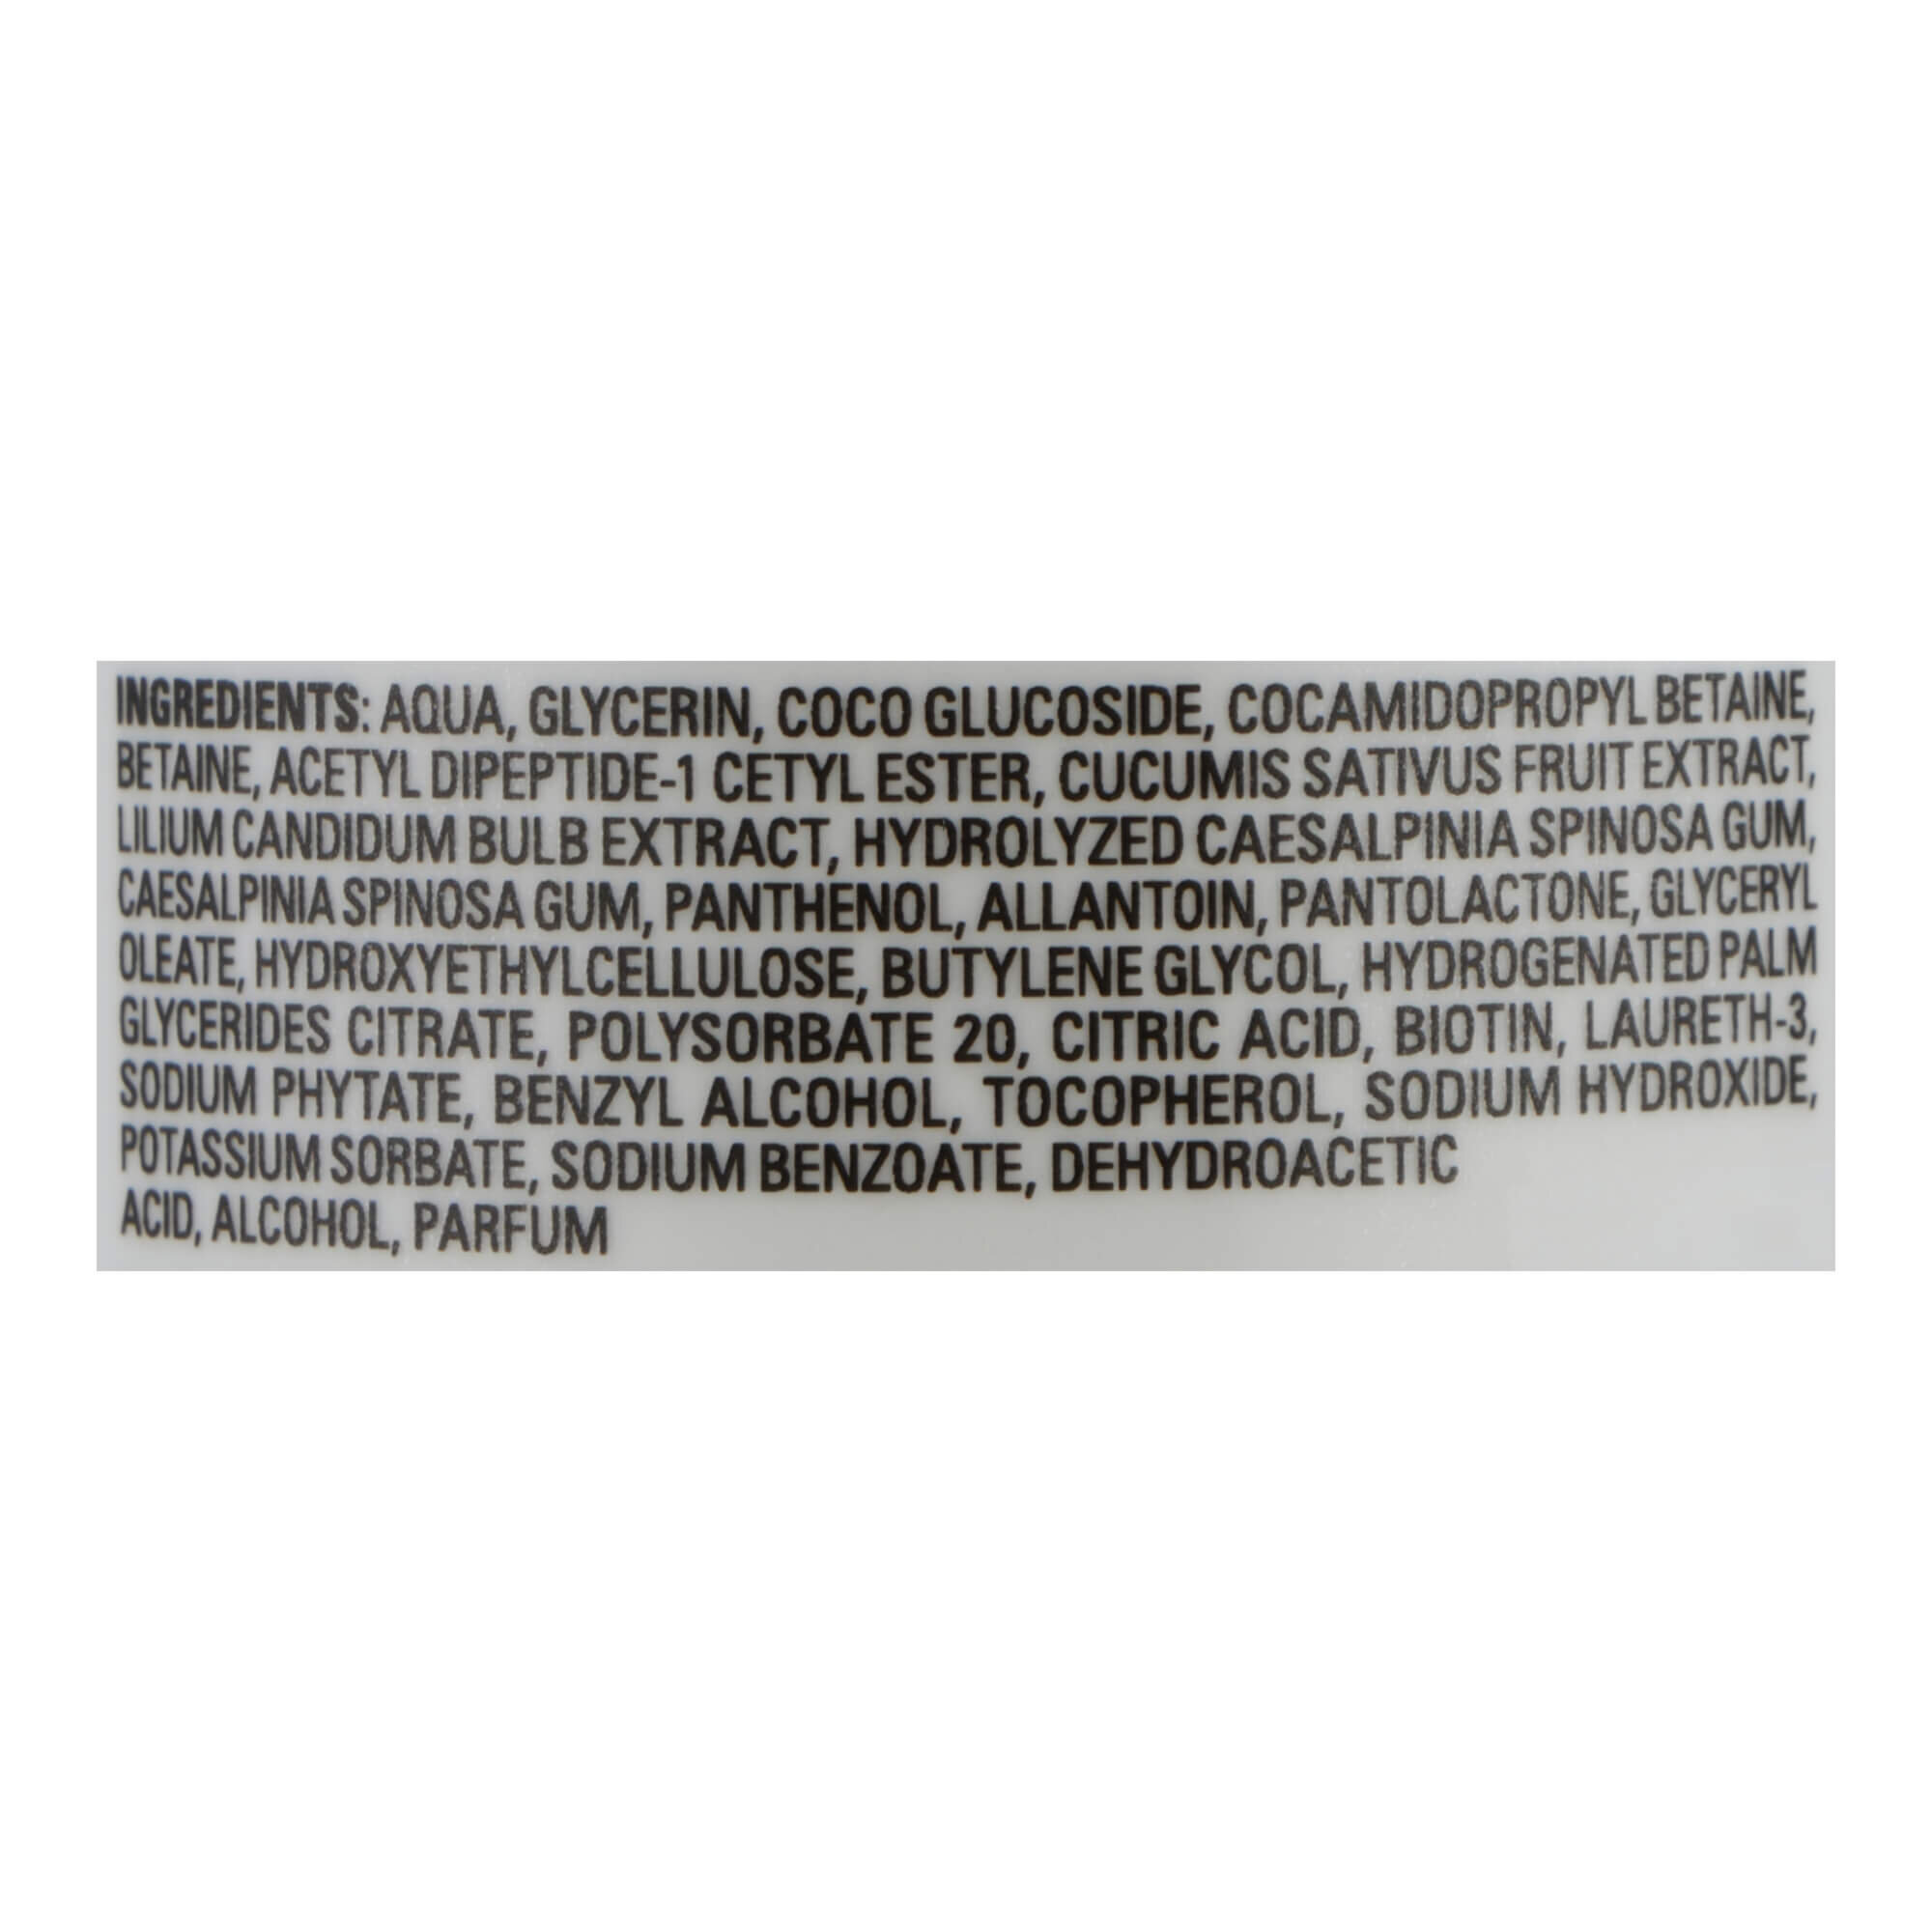 INGREDIENTS: AQUA, GLYCERIN, COCO GLUCOSIDE, COCAMIDOPROPYL BETAINE,
BETAINE, ACETYL DIPEPTIDE-1 CETYL ESTER, CUCUMIS SATIVUS FRUIT EXTRACT,
LILIUM CANDIDUM BULB EXTRACT, HYDROLYZED CAESALPINIA SPINOSA GUM,
CAESALPINIA SPINOSA GUM, PANTHENOL, ALLANTOIN, PANTOLACTONE, GLYCERYL
OLEATE, HYDROXYETHYLCELLULOSE, BUTYLENE GLYCOL, HYDROGENATED PALM
GLYCERIDES CITRATE, POLYSORBATE 20, CITRIC ACID, BIOTIN, LAURETH-3,
SODIUM PHYTATE, BENZYL ALCOHOL, TOCOPHEROL, SODIUM HYDROXIDE,
POTASSIUM SORBATE, SODIUM BENZOATE, DEHYDROACETIC
ACID, ALCOHOL, PARFUM